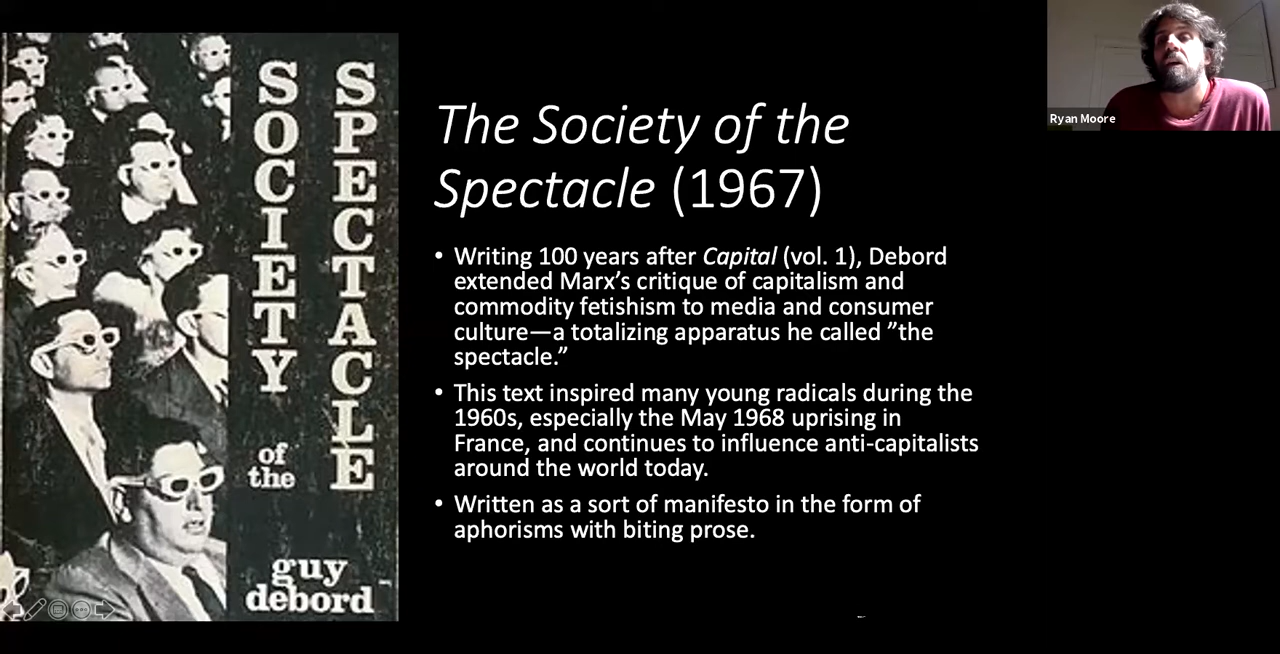 SOCIETY
of
the
SPECTACLE
guy
debord
The Society of the
Spectacle (1967)
• Writing 100 years after Capital (vol. 1), Debord
extended Marx’s critique of capitalism and
commodity fetishism to media and consumer
culture—a totalizing apparatus he called ”the
spectacle.”
• This text inspired many young radicals during the
1960s, especially the May 1968 uprising in
France, and continues to influence anti-capitalists
around the world today.
• Written as a sort of manifesto in the form of
aphorisms with biting prose.
Ryan Moore